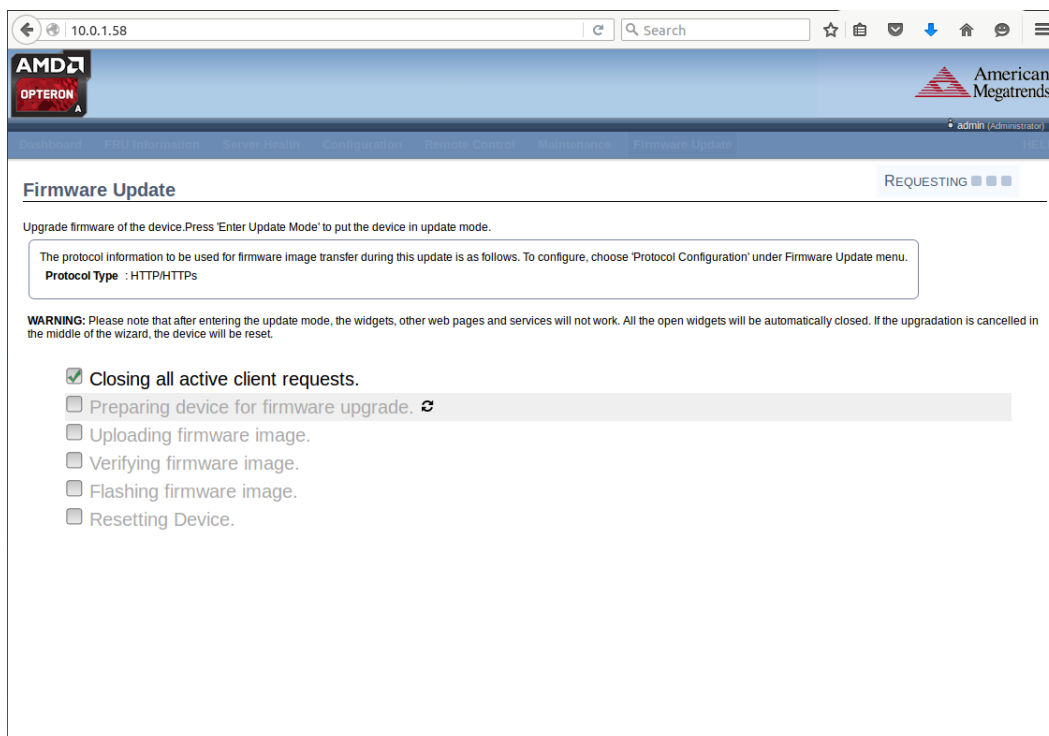 10.0.1.58
Search
AMD
OPTERON
A
American
Megatrends
admin (Administrator)
Dashboard FRU Information Server Health Configuration Remote Control Maintenance Firmware Update HEL
Firmware Update
REQUESTING
Upgrade firmware of the device.Press 'Enter Update Mode' to put the device in update mode.
The protocol information to be used for firmware image transfer during this update is as follows. To configure, choose 'Protocol Configuration' under Firmware Update menu.
Protocol Type : HTTP/HTTPs
WARNING: Please note that after entering the update mode, the widgets, other web pages and services will not work. All the open widgets will be automatically closed. If the upgradation is cancelled in
the middle of the wizard, the device will be reset.
Closing all active client requests.
Preparing device for firmware upgrade.
Uploading firmware image.
Verifying firmware image.
Flashing firmware image.
Resetting Device.